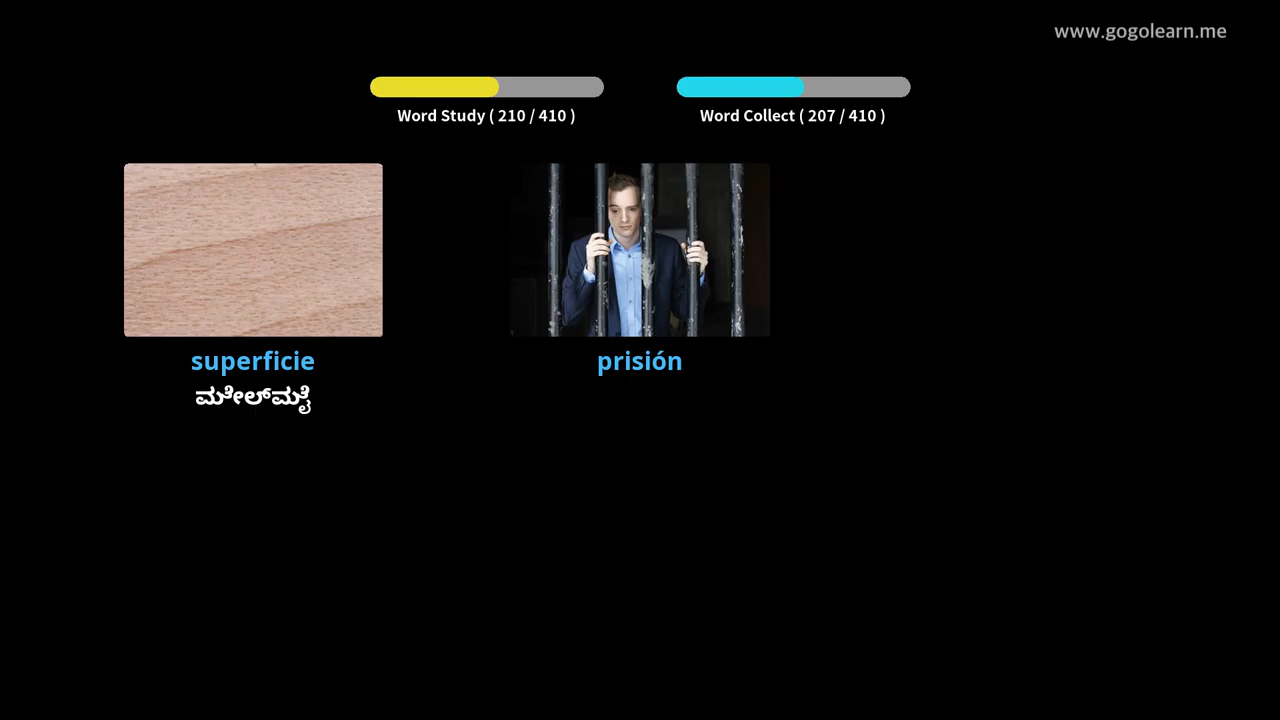 www.gogolearn.me
Word Study ( 210 / 410 )
Word Collect ( 207 / 410 )
superficie
ಮೇಲ್ಮೈ
prisión